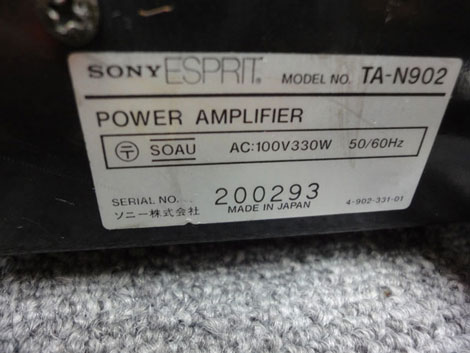 SONY ESPRIT® MODEL NO. TA-N902
POWER AMPLIFIER
〒 SOAU AC:100V330W 50/60Hz
SERIAL NO. 200293
ソニー株式会社 MADE IN JAPAN 4-902-331-01